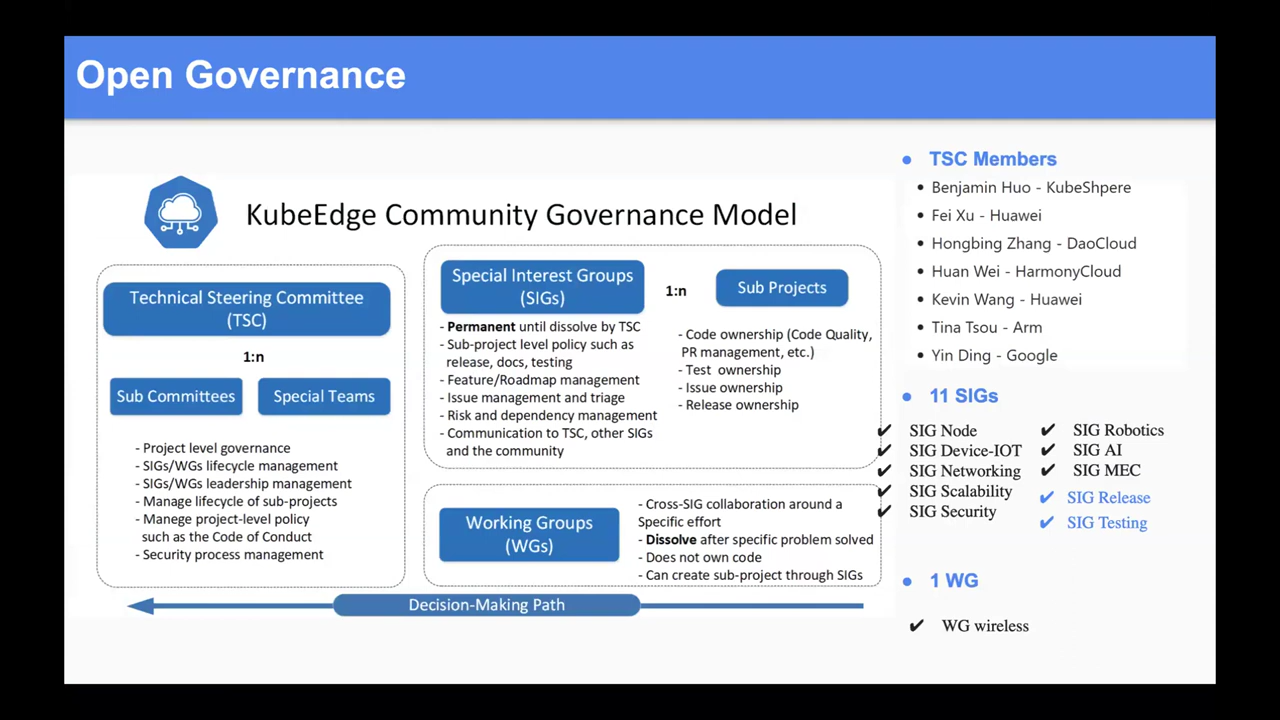 Open Governance
KubeEdge Community Governance Model
Technical Steering Committee
(TSC)
1:n
Sub Committees
Special Teams
- Project level governance
- SIGs/WGs lifecycle management
- SIGs/WGs leadership management
- Manage lifecycle of sub-projects
- Manege project-level policy
such as the Code of Conduct
- Security process management
Special Interest Groups
(SIGs)
1:n
Sub Projects
- Permanent until dissolve by TSC
- Sub-project level policy such as
release, docs, testing
- Feature/Roadmap management
- Issue management and triage
- Risk and dependency management
- Communication to TSC, other SIGs
and the community
- Code ownership (Code Quality,
PR management, etc.)
- Test ownership
- Issue ownership
- Release ownership
Working Groups
(WGs)
- Cross-SIG collaboration around a
Specific effort
- Dissolve after specific problem solved
- Does not own code
- Can create sub-project through SIGs
Decision-Making Path
● TSC Members
• Benjamin Huo - KubeShpere
• Fei Xu - Huawei
• Hongbing Zhang - DaoCloud
• Huan Wei - HarmonyCloud
• Kevin Wang - Huawei
• Tina Tsou - Arm
• Yin Ding - Google
● 11 SIGs
✔ SIG Node
✔ SIG Device-IOT
✔ SIG Networking
✔ SIG Scalability
✔ SIG Security
✔ SIG Robotics
✔ SIG AI
✔ SIG MEC
✔ SIG Release
✔ SIG Testing
● 1 WG
✔ WG wireless